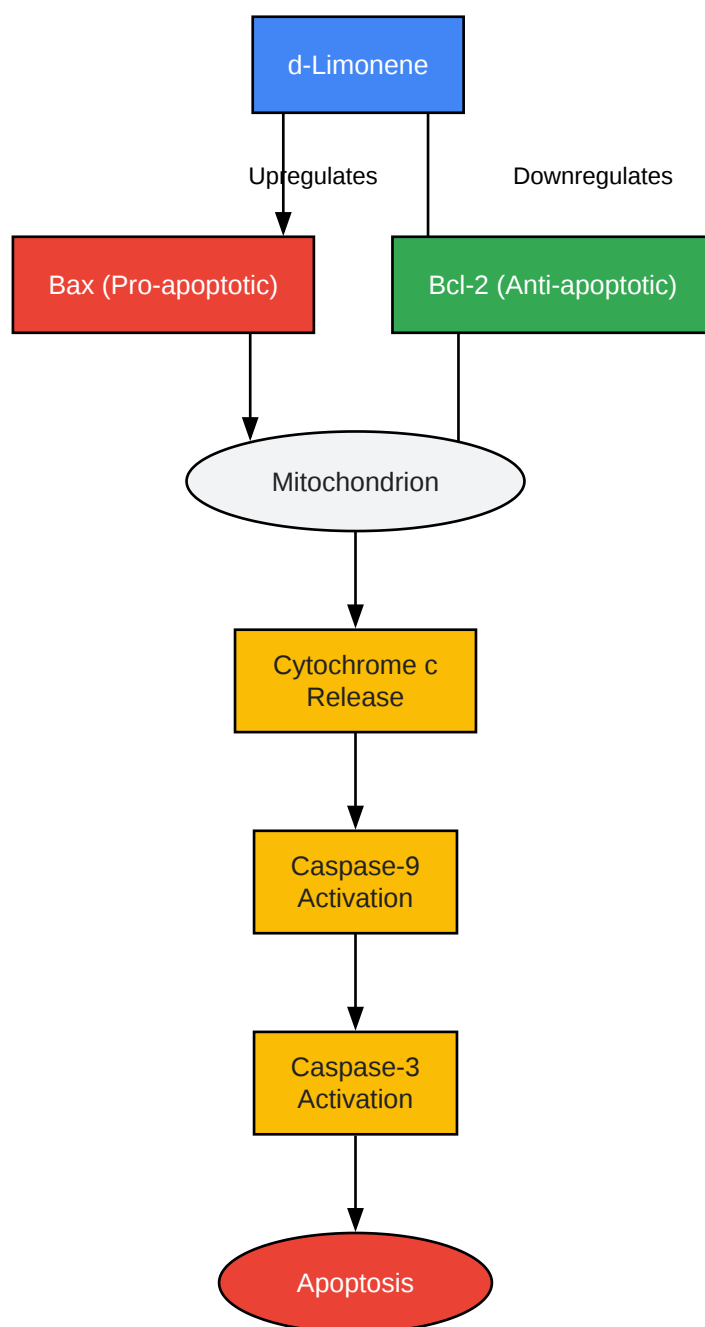 d-Limonene
Upregulates
Downregulates
Bax (Pro-apoptotic)
Bcl-2 (Anti-apoptotic)
Mitochondrion
Cytochrome c
Release
Caspase-9
Activation
Caspase-3
Activation
Apoptosis